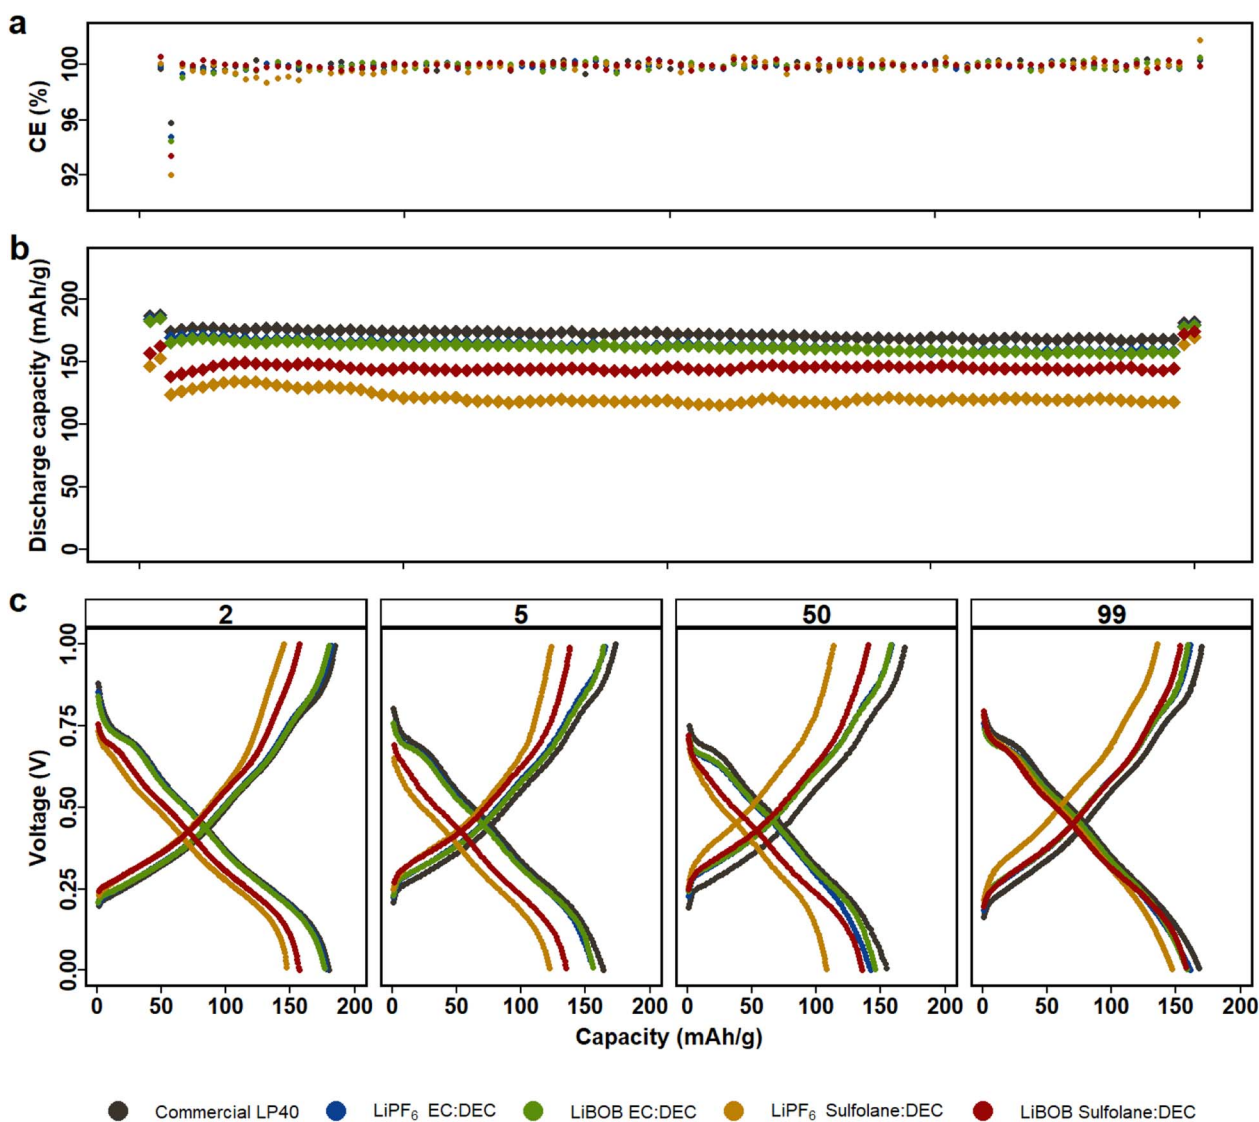 a
CE (%)
100
96
92
b
Discharge capacity (mAh/g)
200
150
100
50
0
c
2 5 50 99
Voltage (V)
1.00
0.75
0.50
0.25
0.00
0 50 100 150 200 0 50 100 150 200 0 50 100 150 200 0 50 100 150 200
Capacity (mAh/g)
Commercial LP40 LiPF₆ EC:DEC LiBOB EC:DEC LiPF₆ Sulfolane:DEC LiBOB Sulfolane:DEC